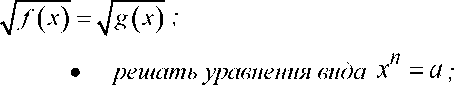 √f(x) = √g(x) ;
• решать уравнения вида xⁿ = a ;